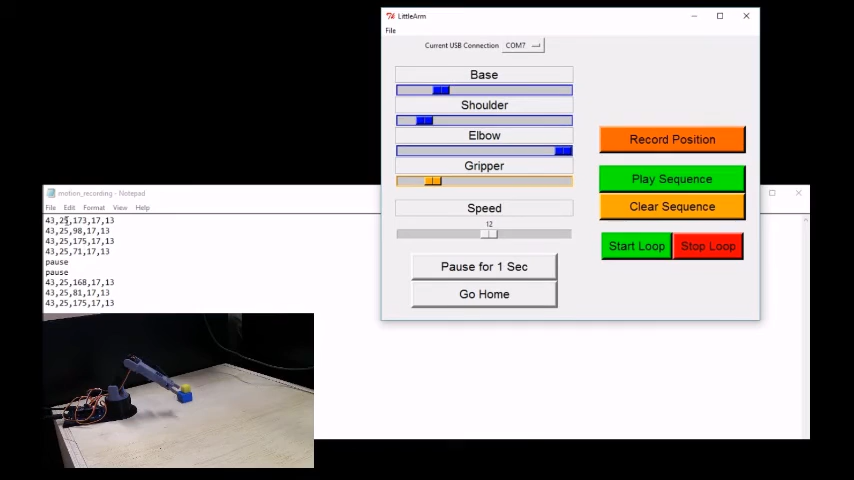 LittleArm
File
Current USB Connection COM7
Base
Shoulder
Elbow
Gripper
Speed
12
Pause for 1 Sec
Go Home
Record Position
Play Sequence
Clear Sequence
Start Loop Stop Loop
motion_recording - Notepad
File Edit Format View Help
43,25,173,17,13
43,25,98,17,13
43,25,175,17,13
43,25,71,17,13
pause
pause
43,25,168,17,13
43,25,81,17,13
43,25,175,17,13